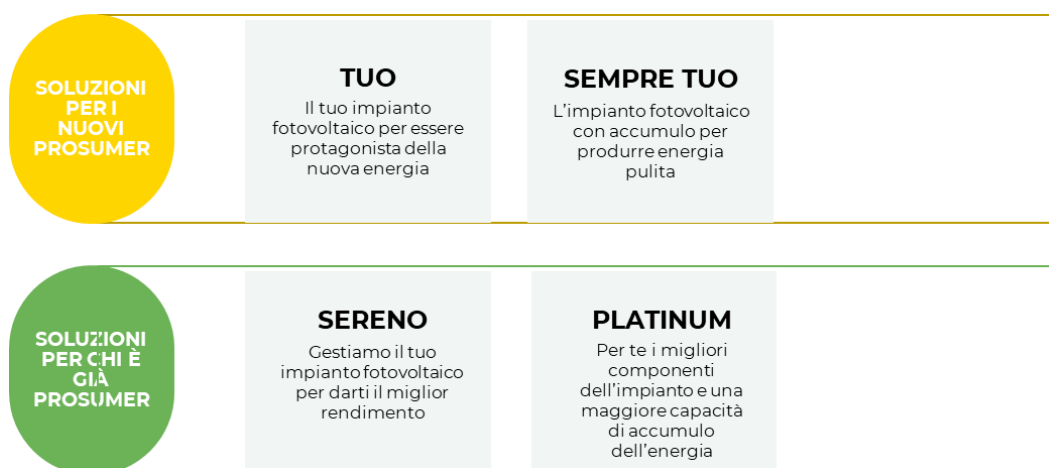 SOLUZIONI
PER I
NUOVI
PROSUMER
TUO
Il tuo impianto
fotovoltaico per essere
protagonista della
nuova energia
SEMPRE TUO
L'impianto fotovoltaico
con accumulo per
produrre energia
pulita
SOLUZIONI
PER CHI È
GIÀ
PROSUMER
SERENO
Gestiamo il tuo
impianto fotovoltaico
per darti il miglior
rendimento
PLATINUM
Per te i migliori
componenti
dell'impianto e una
maggiore capacità
di accumulo
dell'energia